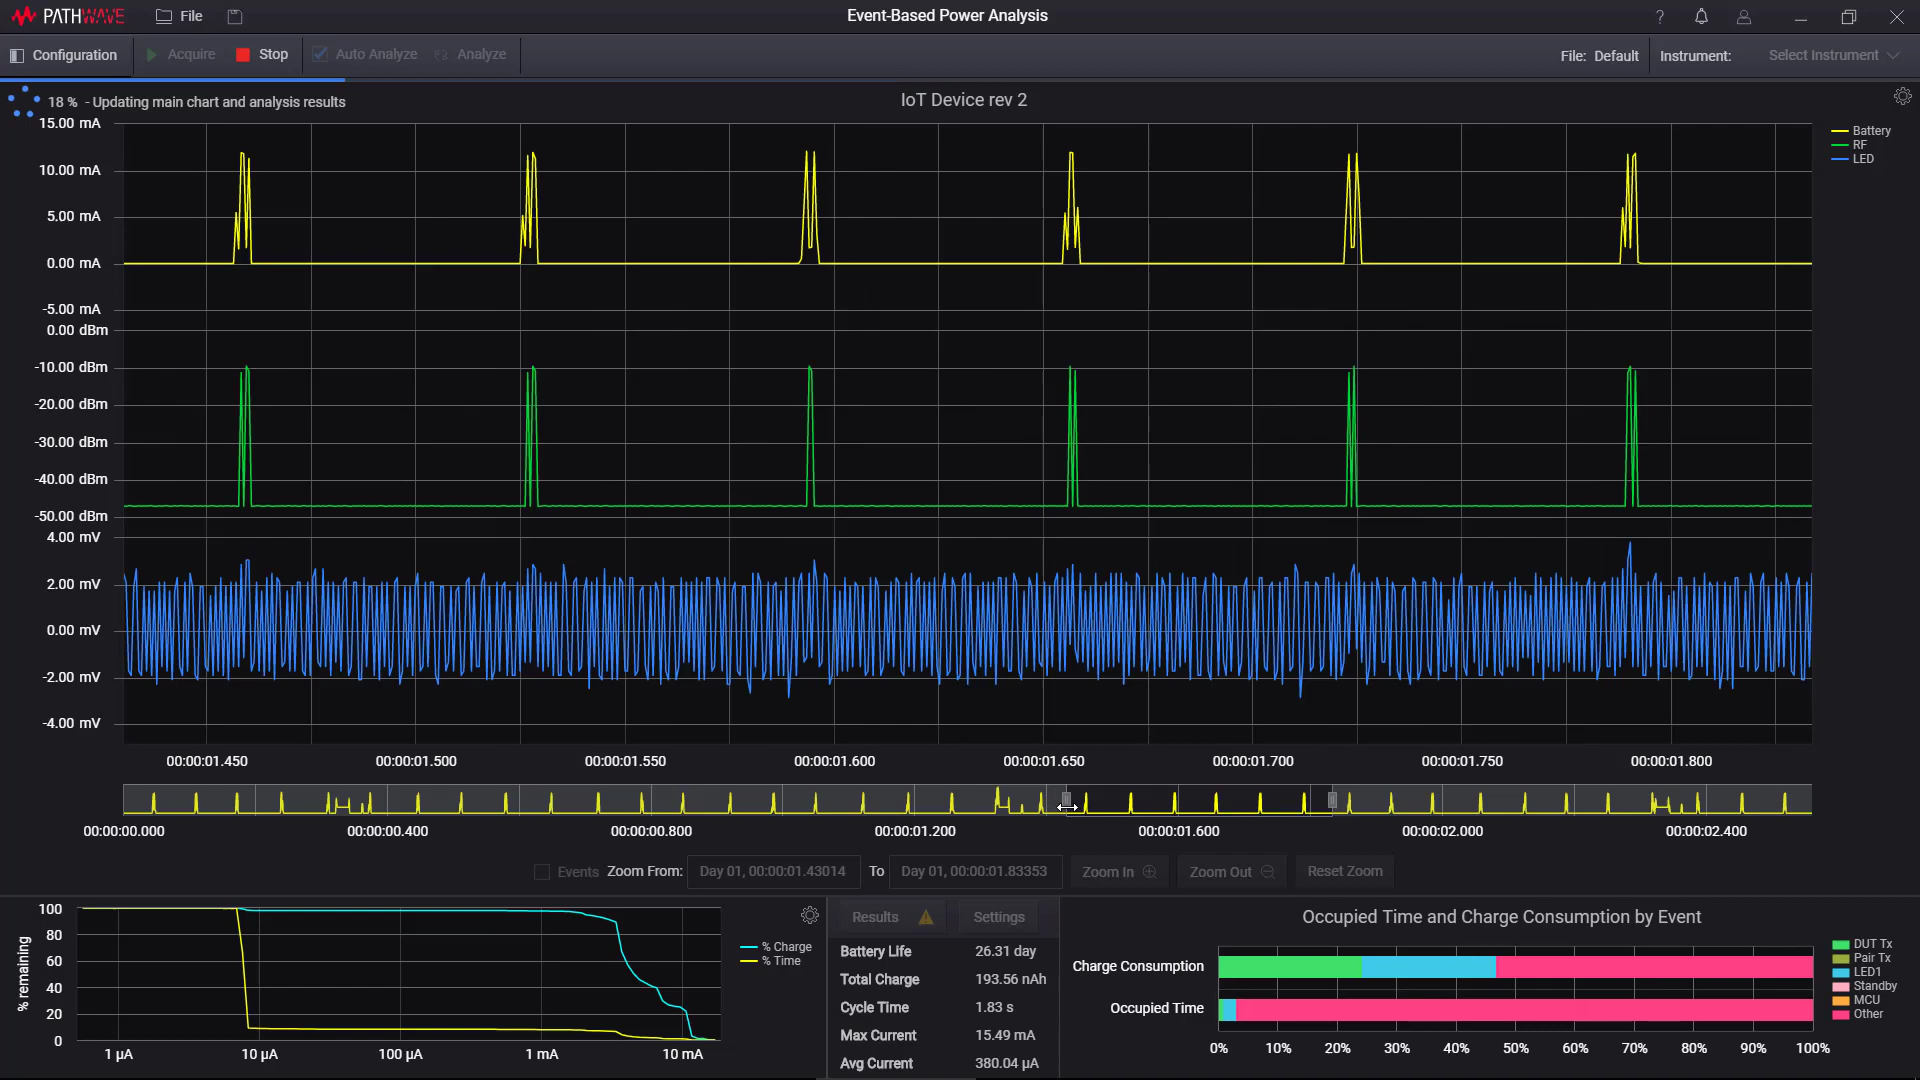 PATHWAVE File Event-Based Power Analysis ?
Configuration Acquire Stop Auto Analyze Analyze File: Default Instrument: Select Instrument
18 % - Updating main chart and analysis results IoT Device rev 2
15.00 mA
10.00 mA
5.00 mA
0.00 mA
-5.00 mA
0.00 dBm
-10.00 dBm
-20.00 dBm
-30.00 dBm
-40.00 dBm
-50.00 dBm
4.00 mV
2.00 mV
0.00 mV
-2.00 mV
-4.00 mV
Battery
RF
LED
00:00:01.450 00:00:01.500 00:00:01.550 00:00:01.600 00:00:01.650 00:00:01.700 00:00:01.750 00:00:01.800
00:00:00.000 00:00:00.400 00:00:00.800 00:00:01.200 00:00:01.600 00:00:02.000 00:00:02.400
Events Zoom From: Day 01, 00:00:01.43014 To Day 01, 00:00:01.83353 Zoom In Zoom Out Reset Zoom
% remaining
100
80
60
40
20
0
1 µA 10 µA 100 µA 1 mA 10 mA
% Charge
% Time
Results Settings
Battery Life 26.31 day
Total Charge 193.56 nAh
Cycle Time 1.83 s
Max Current 15.49 mA
Avg Current 380.04 µA
Occupied Time and Charge Consumption by Event
Charge Consumption
Occupied Time
0% 10% 20% 30% 40% 50% 60% 70% 80% 90% 100%
DUT Tx
Pair Tx
LED1
Standby
MCU
Other